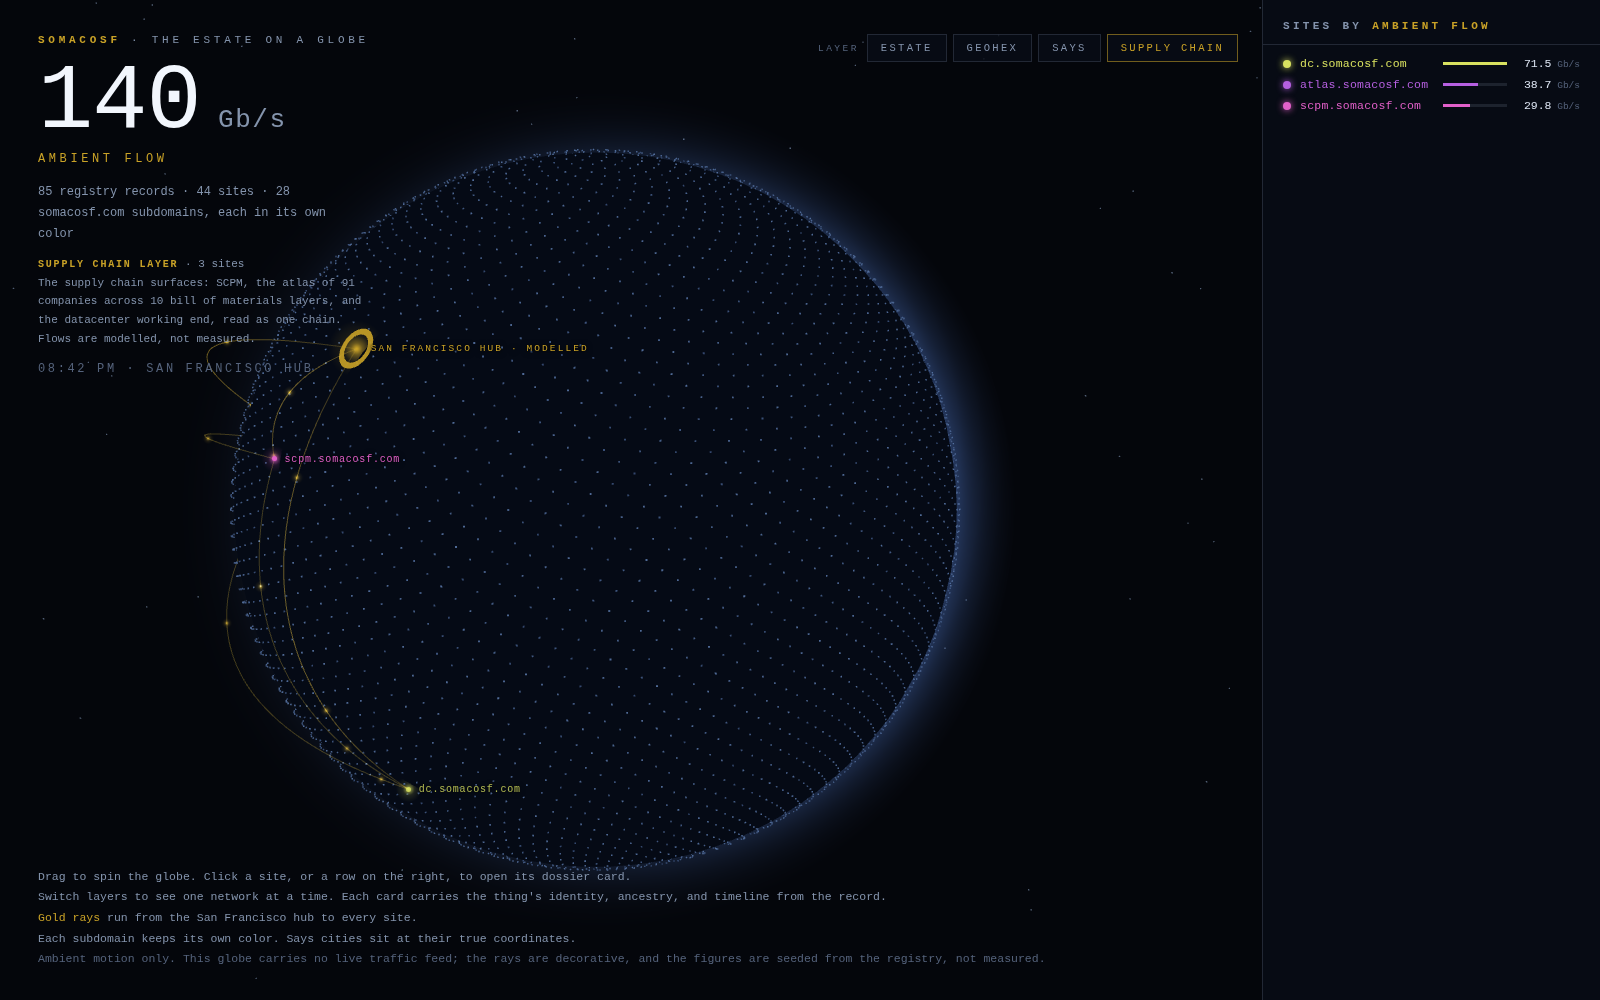 SOMACOSF · THE ESTATE ON A GLOBE
140 Gb/s
AMBIENT FLOW
85 registry records · 44 sites · 28
somacosf.com subdomains, each in its own
color
SUPPLY CHAIN LAYER · 3 sites
The supply chain surfaces: SCPM, the atlas of 91
companies across 10 bill of materials layers, and
the datacenter working end, read as one chain.
Flows are modelled, not measured.
08:42 PM · SAN FRANCISCO HUB
LAYER ESTATE GEOHEX SAYS SUPPLY CHAIN
SAN FRANCISCO HUB · MODELLED
scpm.somacosf.com
dc.somacosf.com
Drag to spin the globe. Click a site, or a row on the right, to open its dossier card.
Switch layers to see one network at a time. Each card carries the thing's identity, ancestry, and timeline from the record.
Gold rays run from the San Francisco hub to every site.
Each subdomain keeps its own color. Says cities sit at their true coordinates.
Ambient motion only. This globe carries no live traffic feed; the rays are decorative, and the figures are seeded from the registry, not measured.
SITES BY AMBIENT FLOW
dc.somacosf.com 71.5 Gb/s
atlas.somacosf.com 38.7 Gb/s
scpm.somacosf.com 29.8 Gb/s